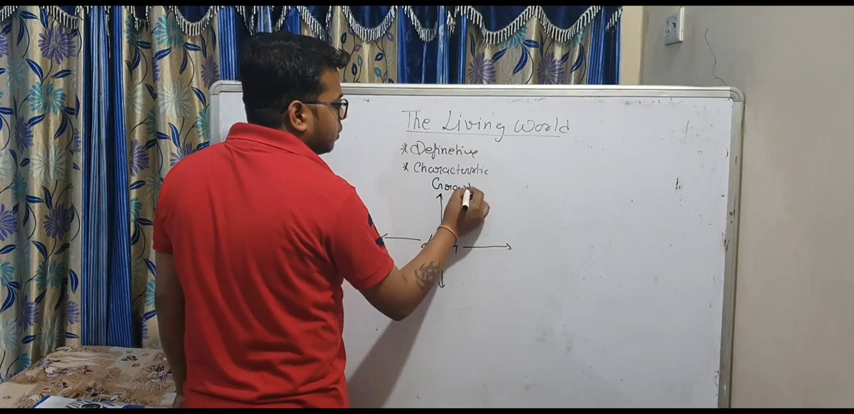 The Living World
* Definetive
* Characteristic